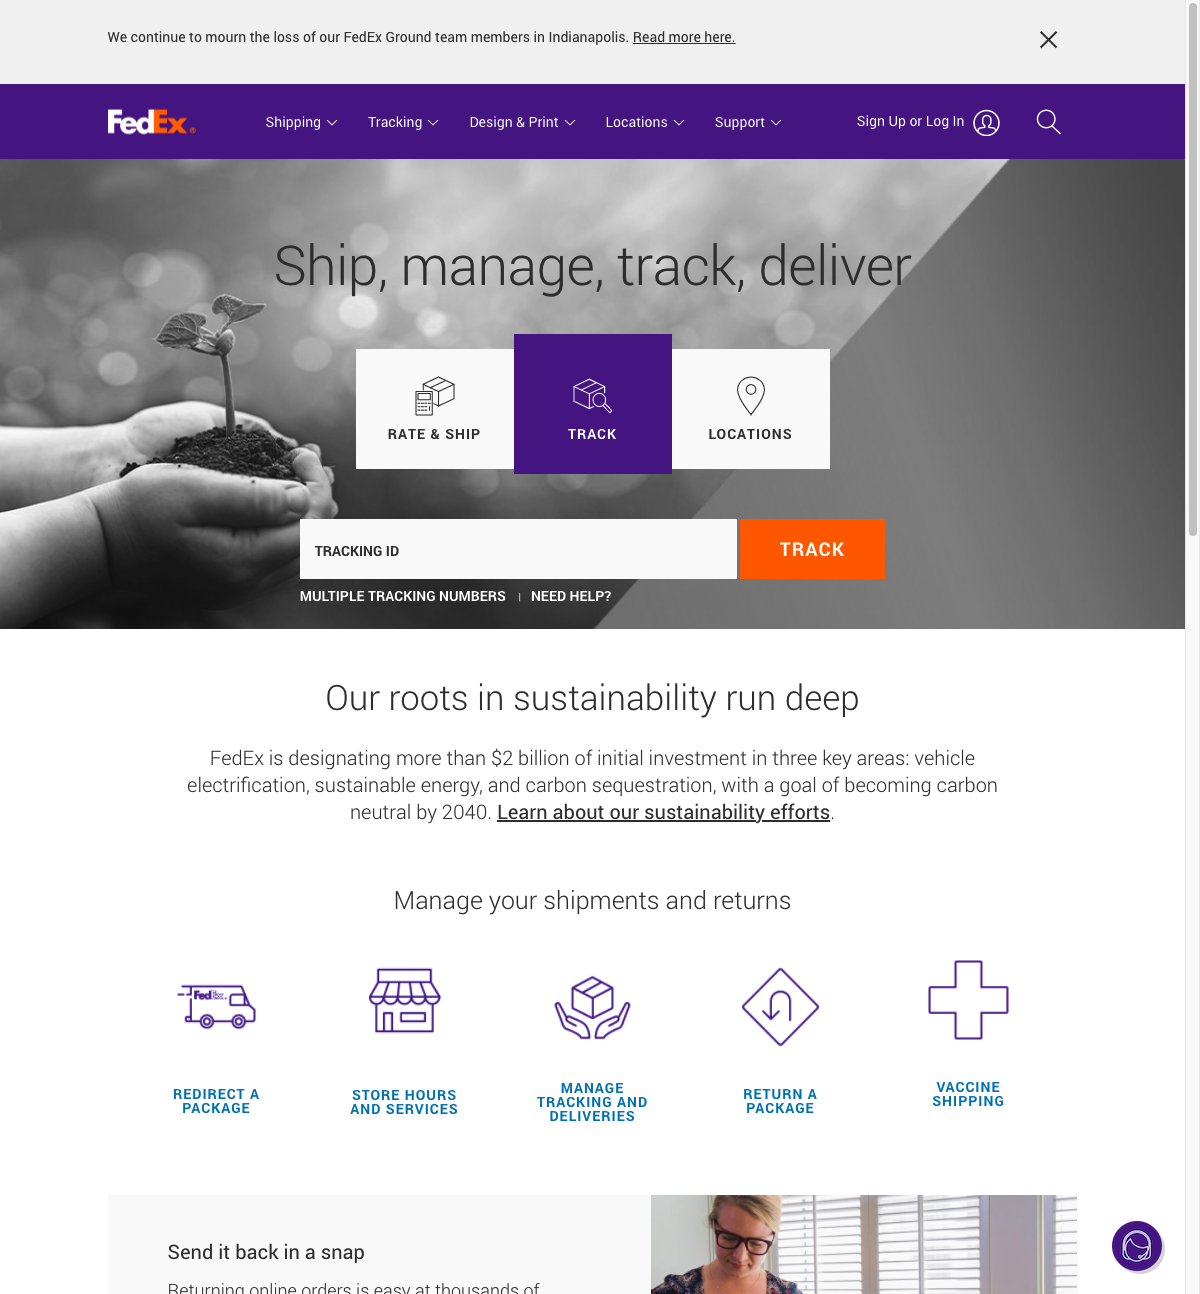 We continue to mourn the loss of our FedEx Ground team members in Indianapolis. Read more here.
FedEx®
Shipping
Tracking
Design & Print
Locations
Support
Sign Up or Log In
Ship, manage, track, deliver
RATE & SHIP
TRACK
LOCATIONS
TRACKING ID
TRACK
MULTIPLE TRACKING NUMBERS | NEED HELP?
Our roots in sustainability run deep
FedEx is designating more than $2 billion of initial investment in three key areas: vehicle
electrification, sustainable energy, and carbon sequestration, with a goal of becoming carbon
neutral by 2040. Learn about our sustainability efforts.
Manage your shipments and returns
FedEx.
REDIRECT A
PACKAGE
STORE HOURS
AND SERVICES
MANAGE
TRACKING AND
DELIVERIES
RETURN A
PACKAGE
VACCINE
SHIPPING
Send it back in a snap
Returning online orders is easy at thousands of